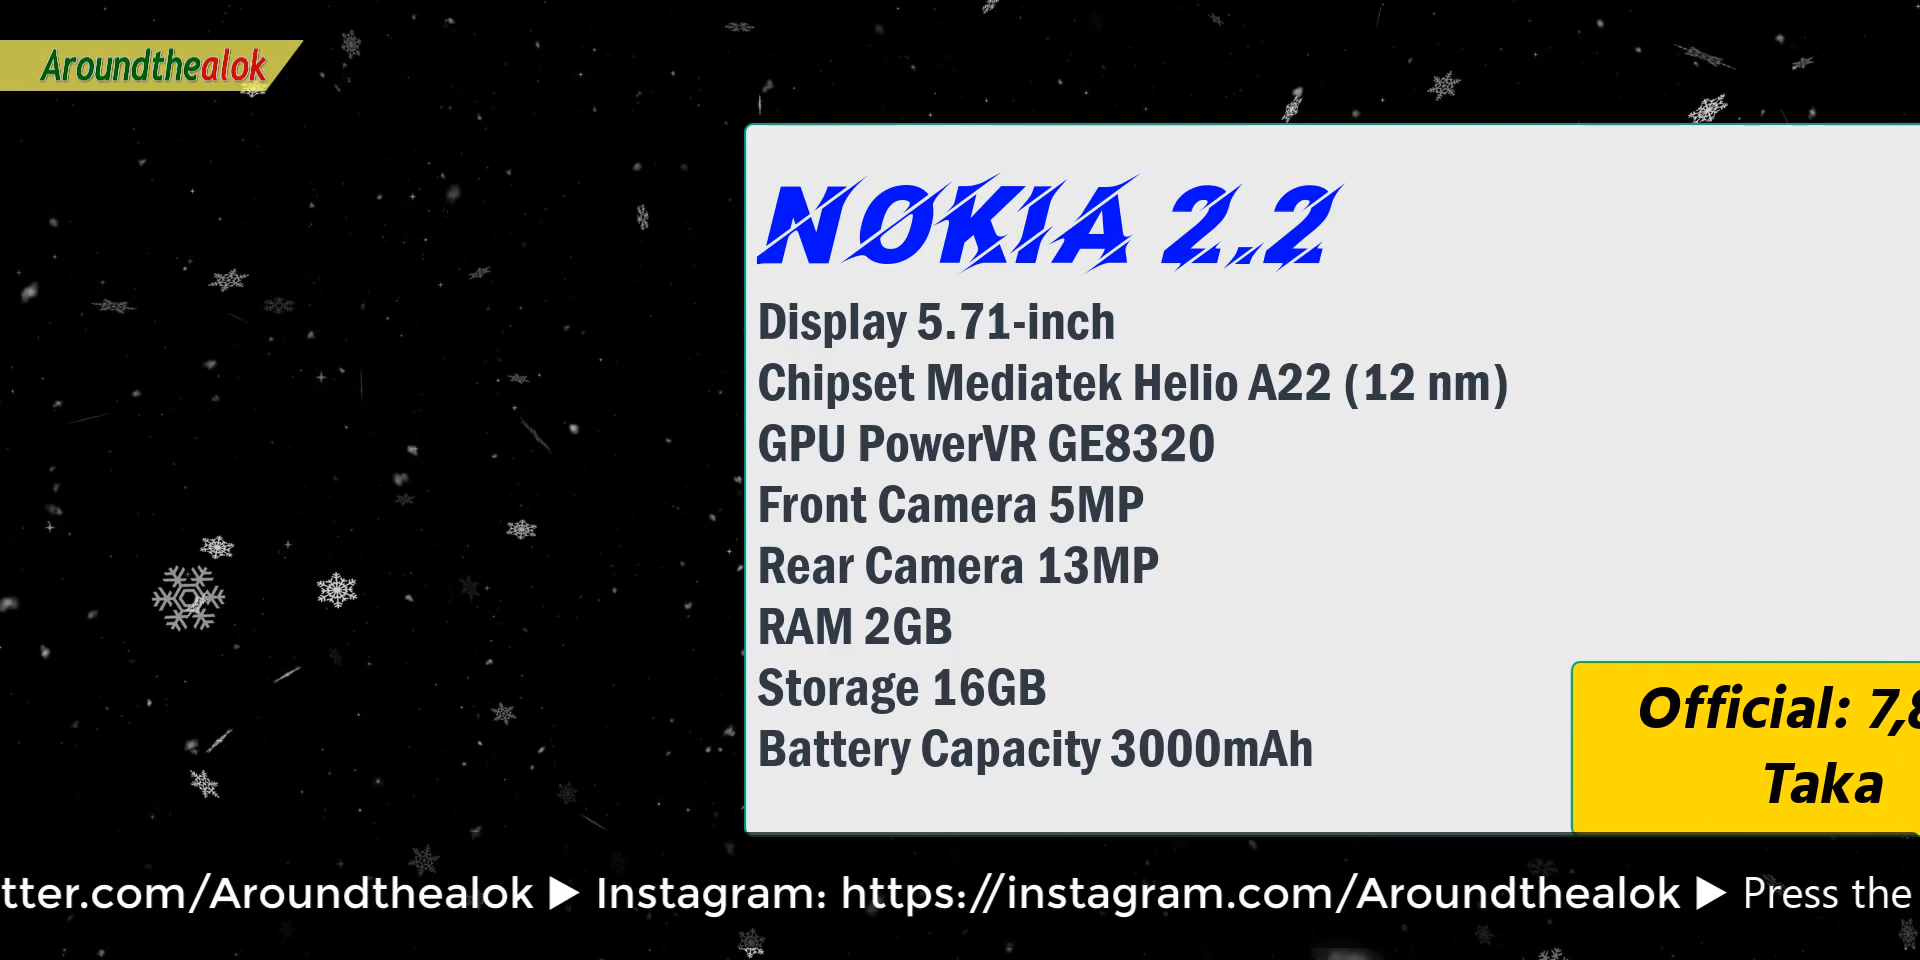 Aroundthealok
NOKIA 2.2
Display 5.71-inch
Chipset Mediatek Helio A22 (12 nm)
GPU PowerVR GE8320
Front Camera 5MP
Rear Camera 13MP
RAM 2GB
Storage 16GB
Battery Capacity 3000mAh
Official: 7,8
Taka
tter.com/Aroundthealok ▶ Instagram: https://instagram.com/Aroundthealok ▶ Press the